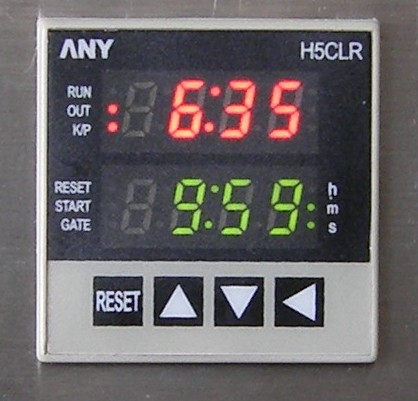 ANY H5CLR
RUN
OUT
K/P
6:35
RESET
START
GATE
9:59
h
m
s
RESET